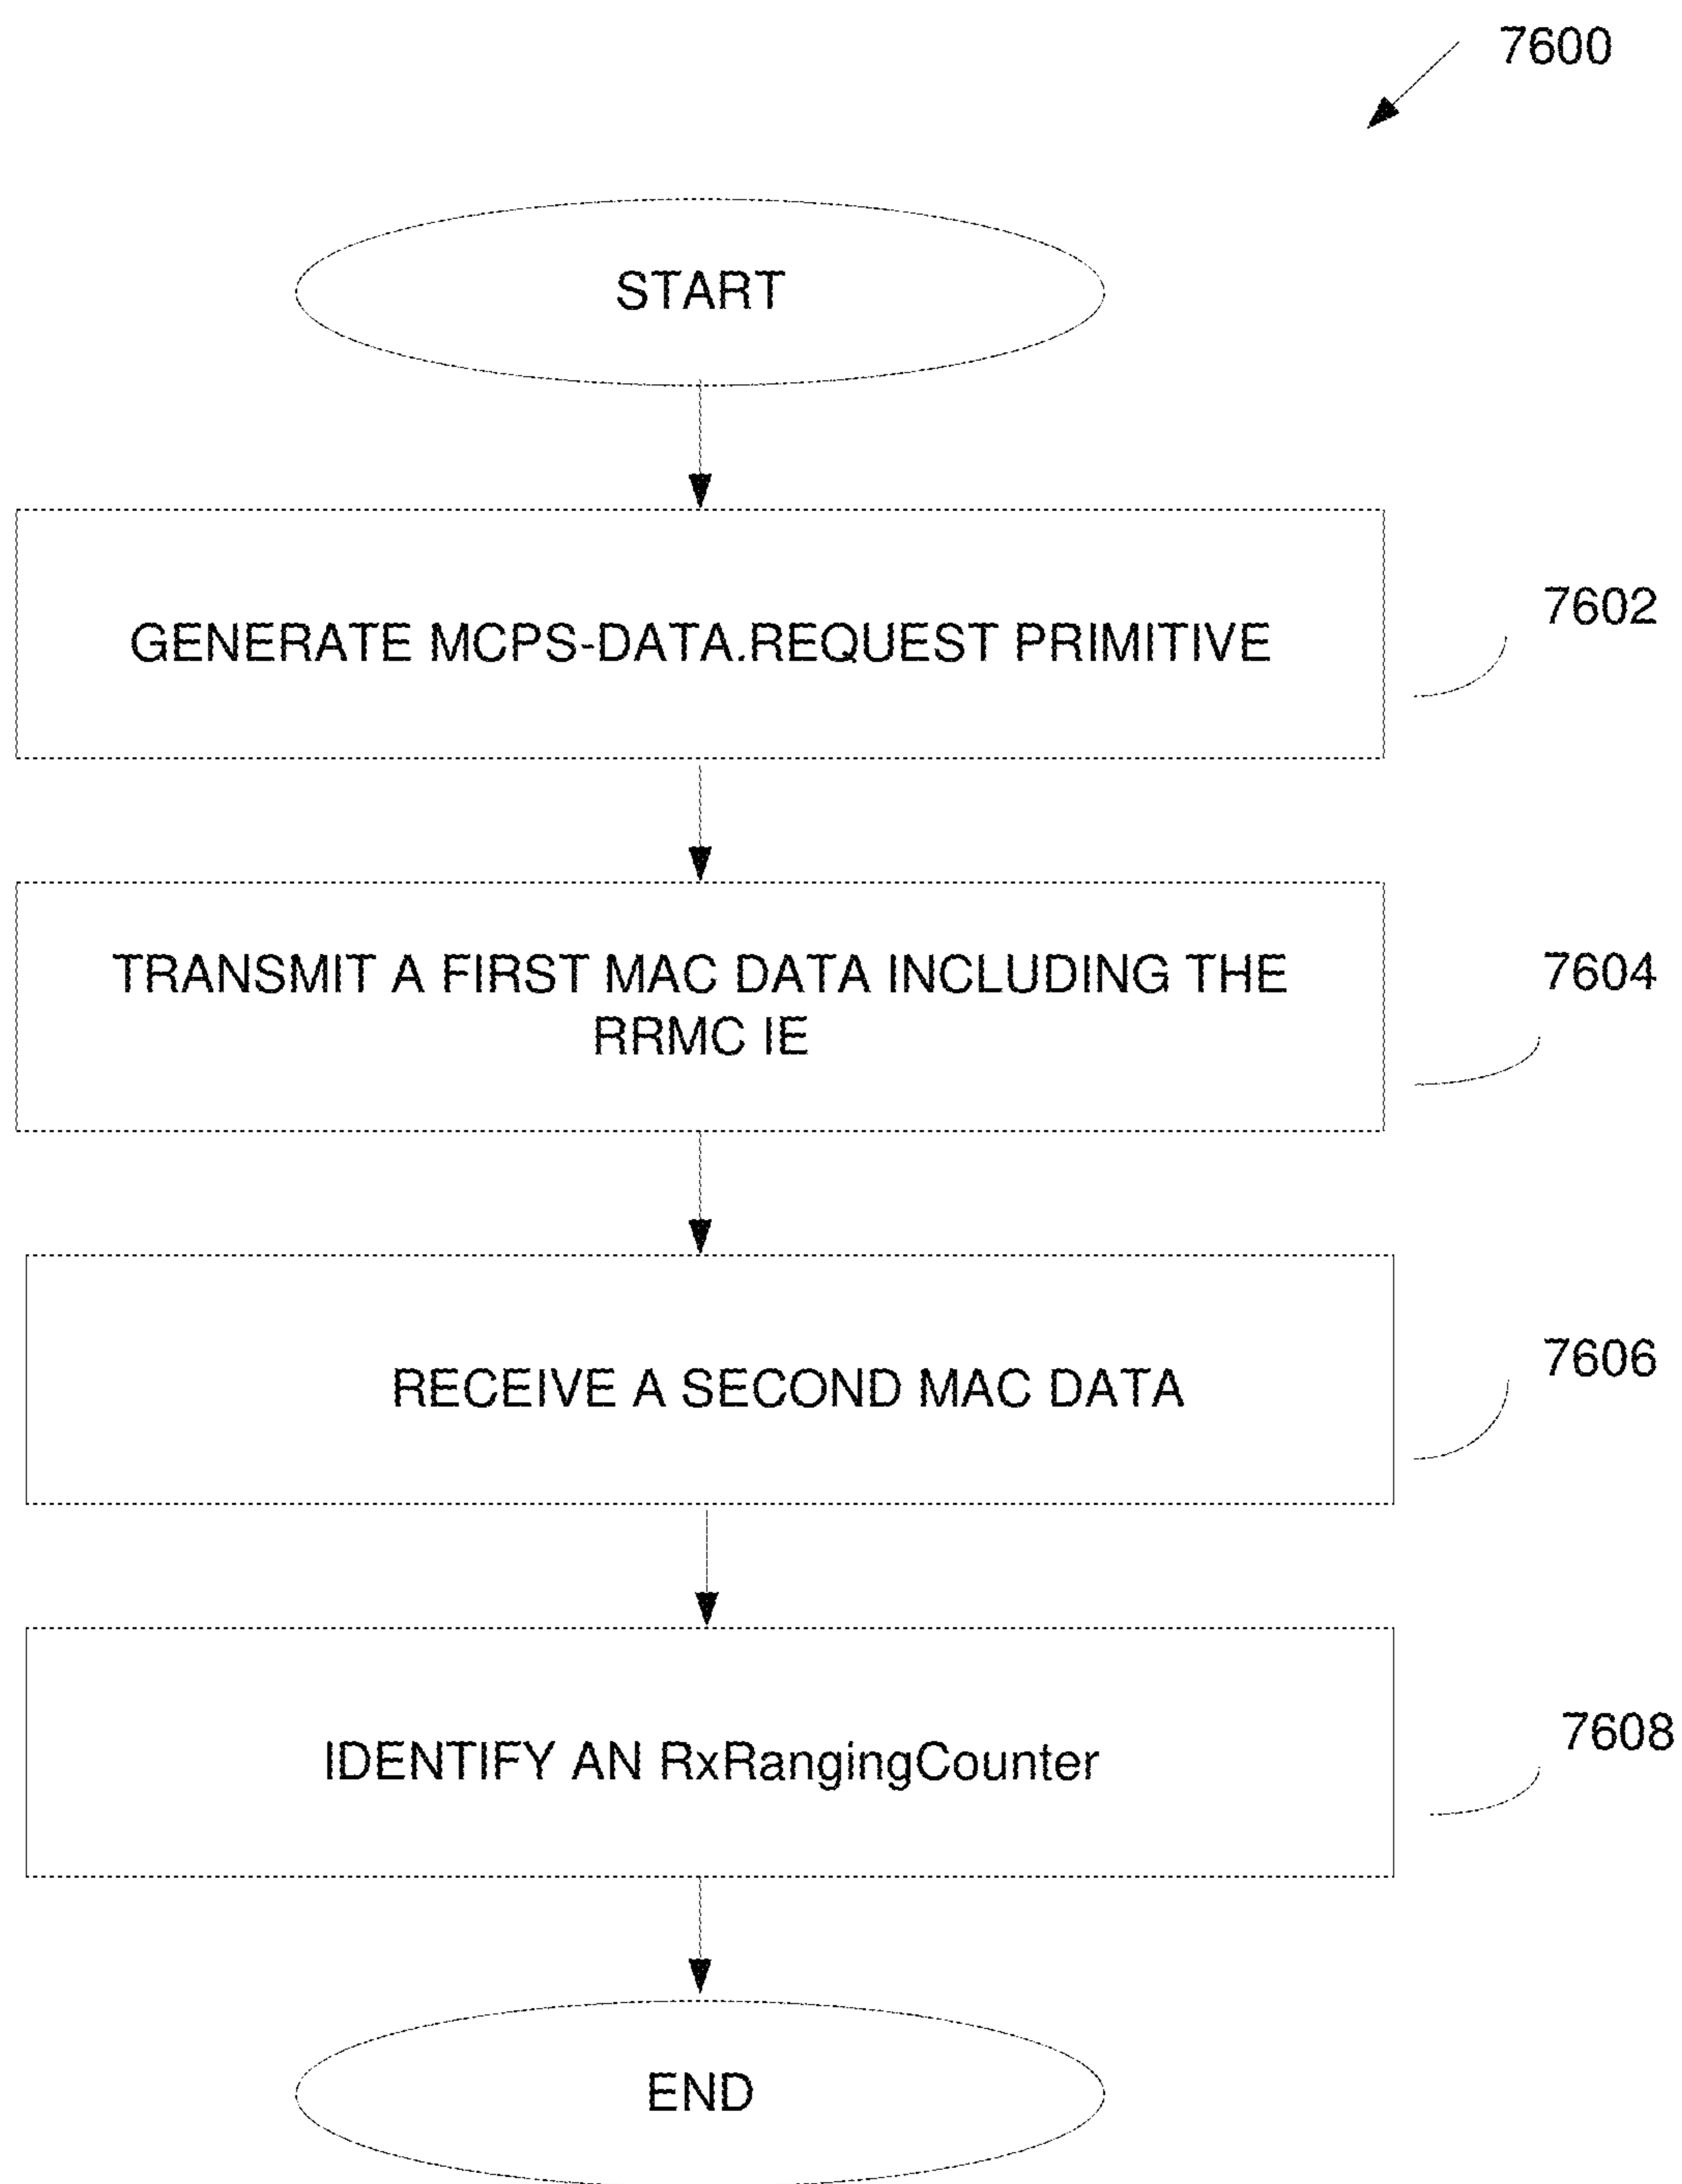 7600
START
GENERATE MCPS-DATA.REQUEST PRIMITIVE
7602
TRANSMIT A FIRST MAC DATA INCLUDING THE
RRMC IE
7604
RECEIVE A SECOND MAC DATA
7606
IDENTIFY AN RxRangingCounter
7608
END